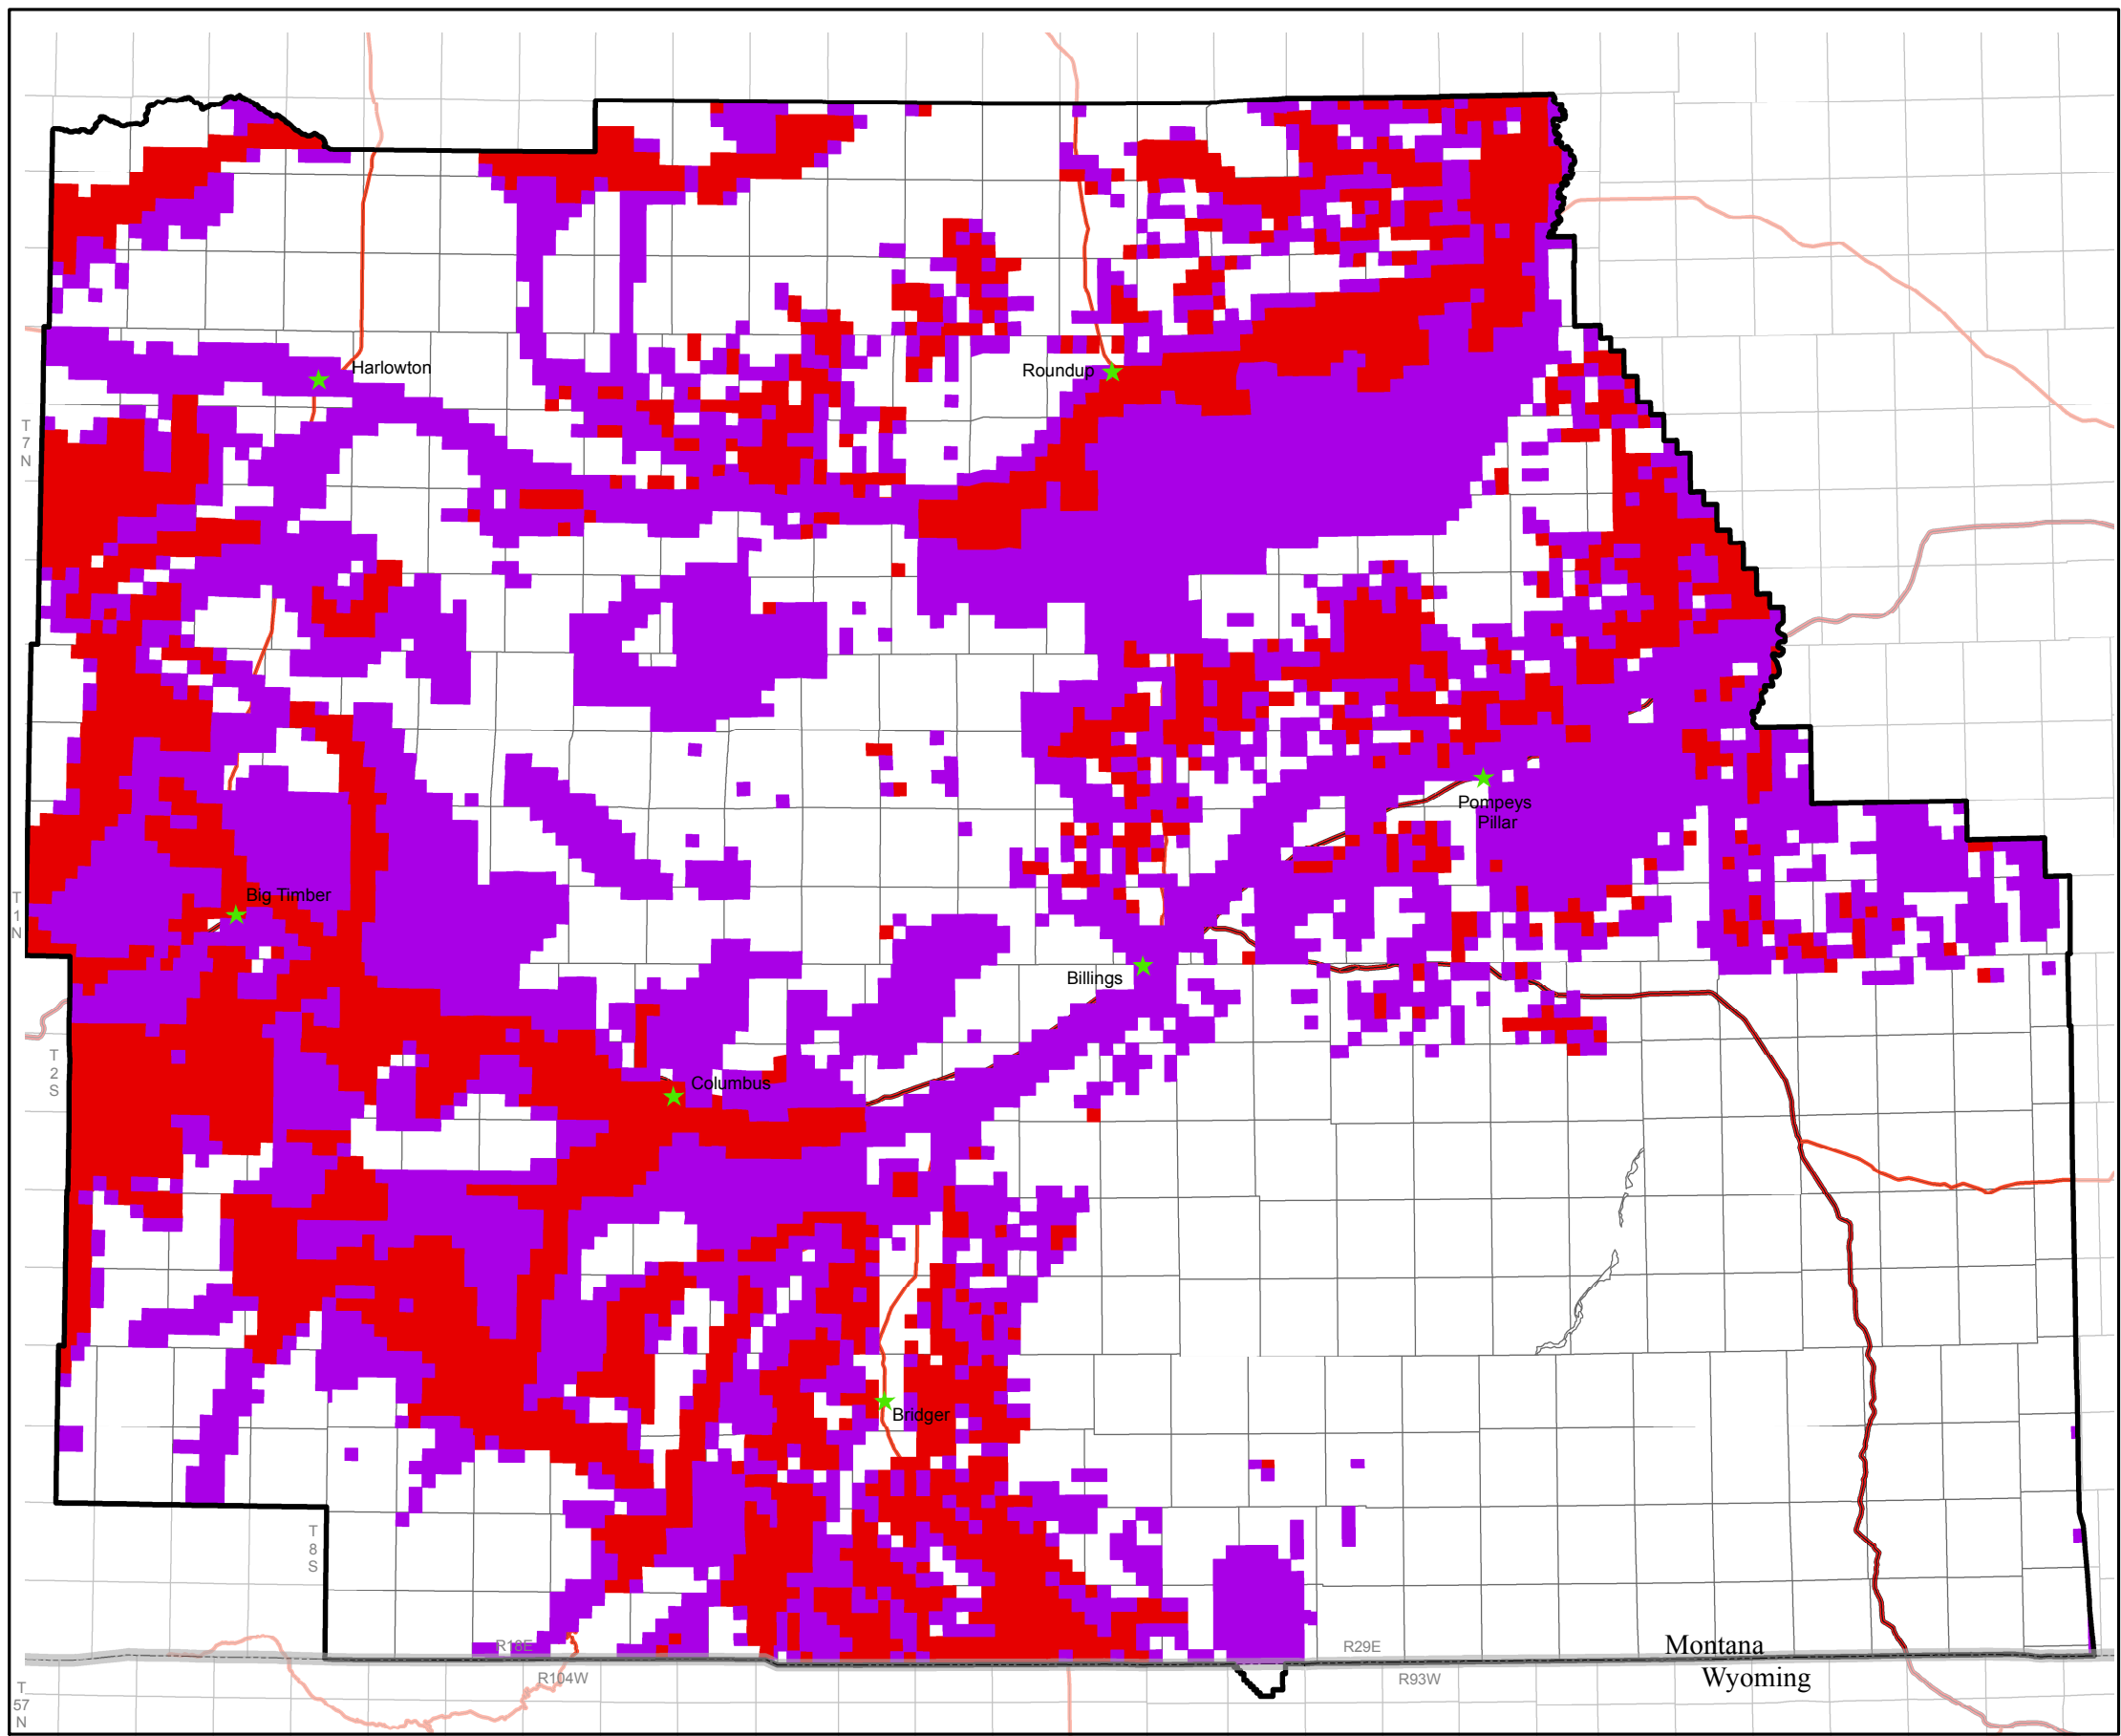 Harlowton
Roundup
T
7
N
Pompeys
Pillar
Big Timber
T
1
N
Billings
T
2
S
Columbus
Bridger
T
8
S
R18E
R29E
Montana
R104W
R93W
Wyoming
T
57
N